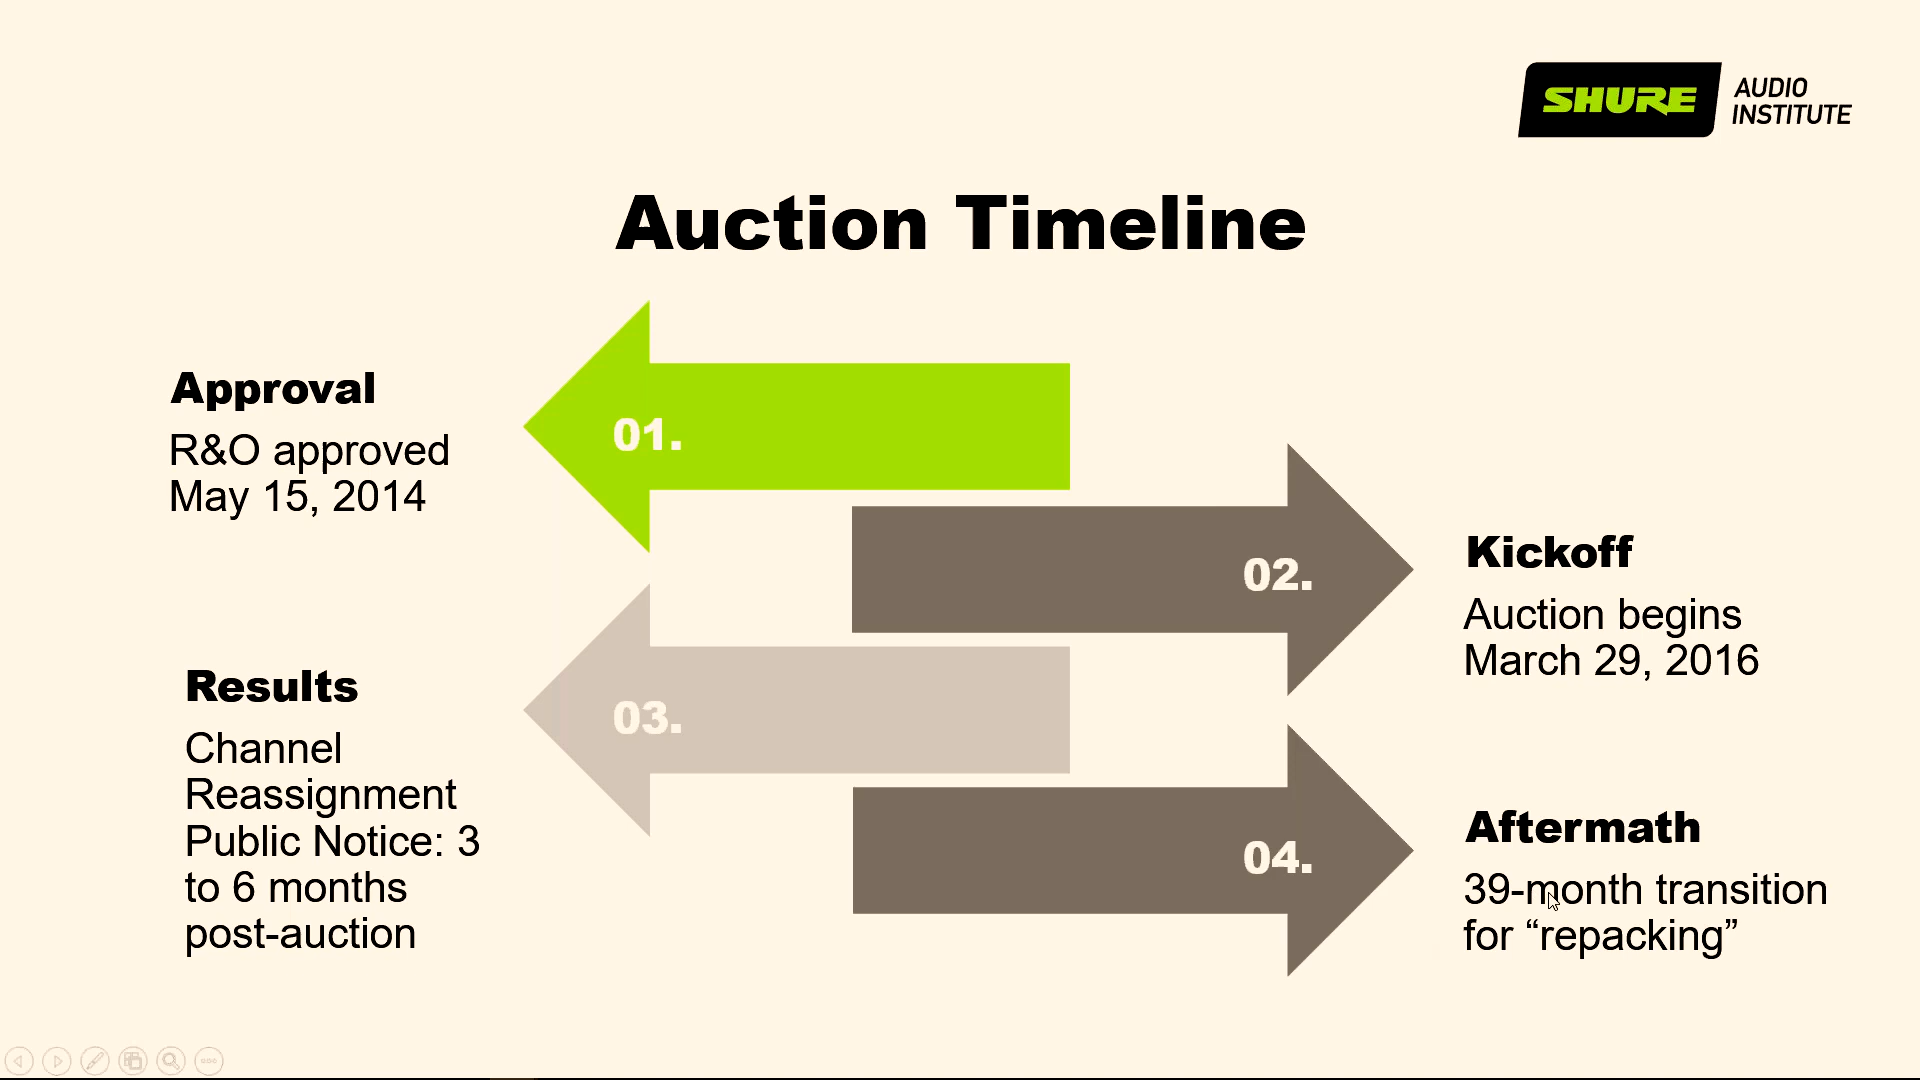 SHURE
AUDIO
INSTITUTE
Auction Timeline
Approval
R&O approved
May 15, 2014
01.
02.
Kickoff
Auction begins
March 29, 2016
Results
Channel
Reassignment
Public Notice: 3
to 6 months
post-auction
03.
04.
Aftermath
39-month transition
for “repacking”